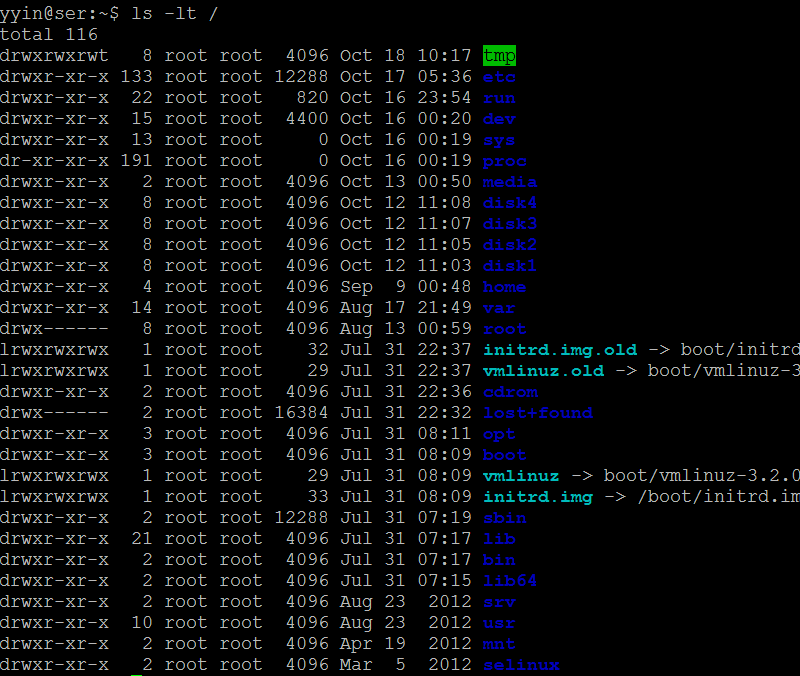 yyin@ser:~$ ls -lt /
total 116
drwxrwxrwt   8 root root  4096 Oct 18 10:17 tmp
drwxr-xr-x 133 root root 12288 Oct 17 05:36 etc
drwxr-xr-x  22 root root   820 Oct 16 23:54 run
drwxr-xr-x  15 root root  4400 Oct 16 00:20 dev
drwxr-xr-x  13 root root     0 Oct 16 00:19 sys
dr-xr-xr-x 191 root root     0 Oct 16 00:19 proc
drwxr-xr-x   2 root root  4096 Oct 13 00:50 media
drwxr-xr-x   8 root root  4096 Oct 12 11:08 disk4
drwxr-xr-x   8 root root  4096 Oct 12 11:07 disk3
drwxr-xr-x   8 root root  4096 Oct 12 11:05 disk2
drwxr-xr-x   8 root root  4096 Oct 12 11:03 disk1
drwxr-xr-x   4 root root  4096 Sep  9 00:48 home
drwxr-xr-x  14 root root  4096 Aug 17 21:49 var
drwx------   8 root root  4096 Aug 13 00:59 root
lrwxrwxrwx   1 root root    32 Jul 31 22:37 initrd.img.old -> boot/initrd
lrwxrwxrwx   1 root root    29 Jul 31 22:37 vmlinuz.old -> boot/vmlinuz-3
drwxr-xr-x   2 root root  4096 Jul 31 22:36 cdrom
drwx------   2 root root 16384 Jul 31 22:32 lost+found
drwxr-xr-x   3 root root  4096 Jul 31 08:11 opt
drwxr-xr-x   3 root root  4096 Jul 31 08:09 boot
lrwxrwxrwx   1 root root    29 Jul 31 08:09 vmlinuz -> boot/vmlinuz-3.2.0
lrwxrwxrwx   1 root root    33 Jul 31 08:09 initrd.img -> /boot/initrd.im
drwxr-xr-x   2 root root 12288 Jul 31 07:19 sbin
drwxr-xr-x  21 root root  4096 Jul 31 07:17 lib
drwxr-xr-x   2 root root  4096 Jul 31 07:17 bin
drwxr-xr-x   2 root root  4096 Jul 31 07:15 lib64
drwxr-xr-x   2 root root  4096 Aug 23  2012 srv
drwxr-xr-x  10 root root  4096 Aug 23  2012 usr
drwxr-xr-x   2 root root  4096 Apr 19  2012 mnt
drwxr-xr-x   2 root root  4096 Mar  5  2012 selinux